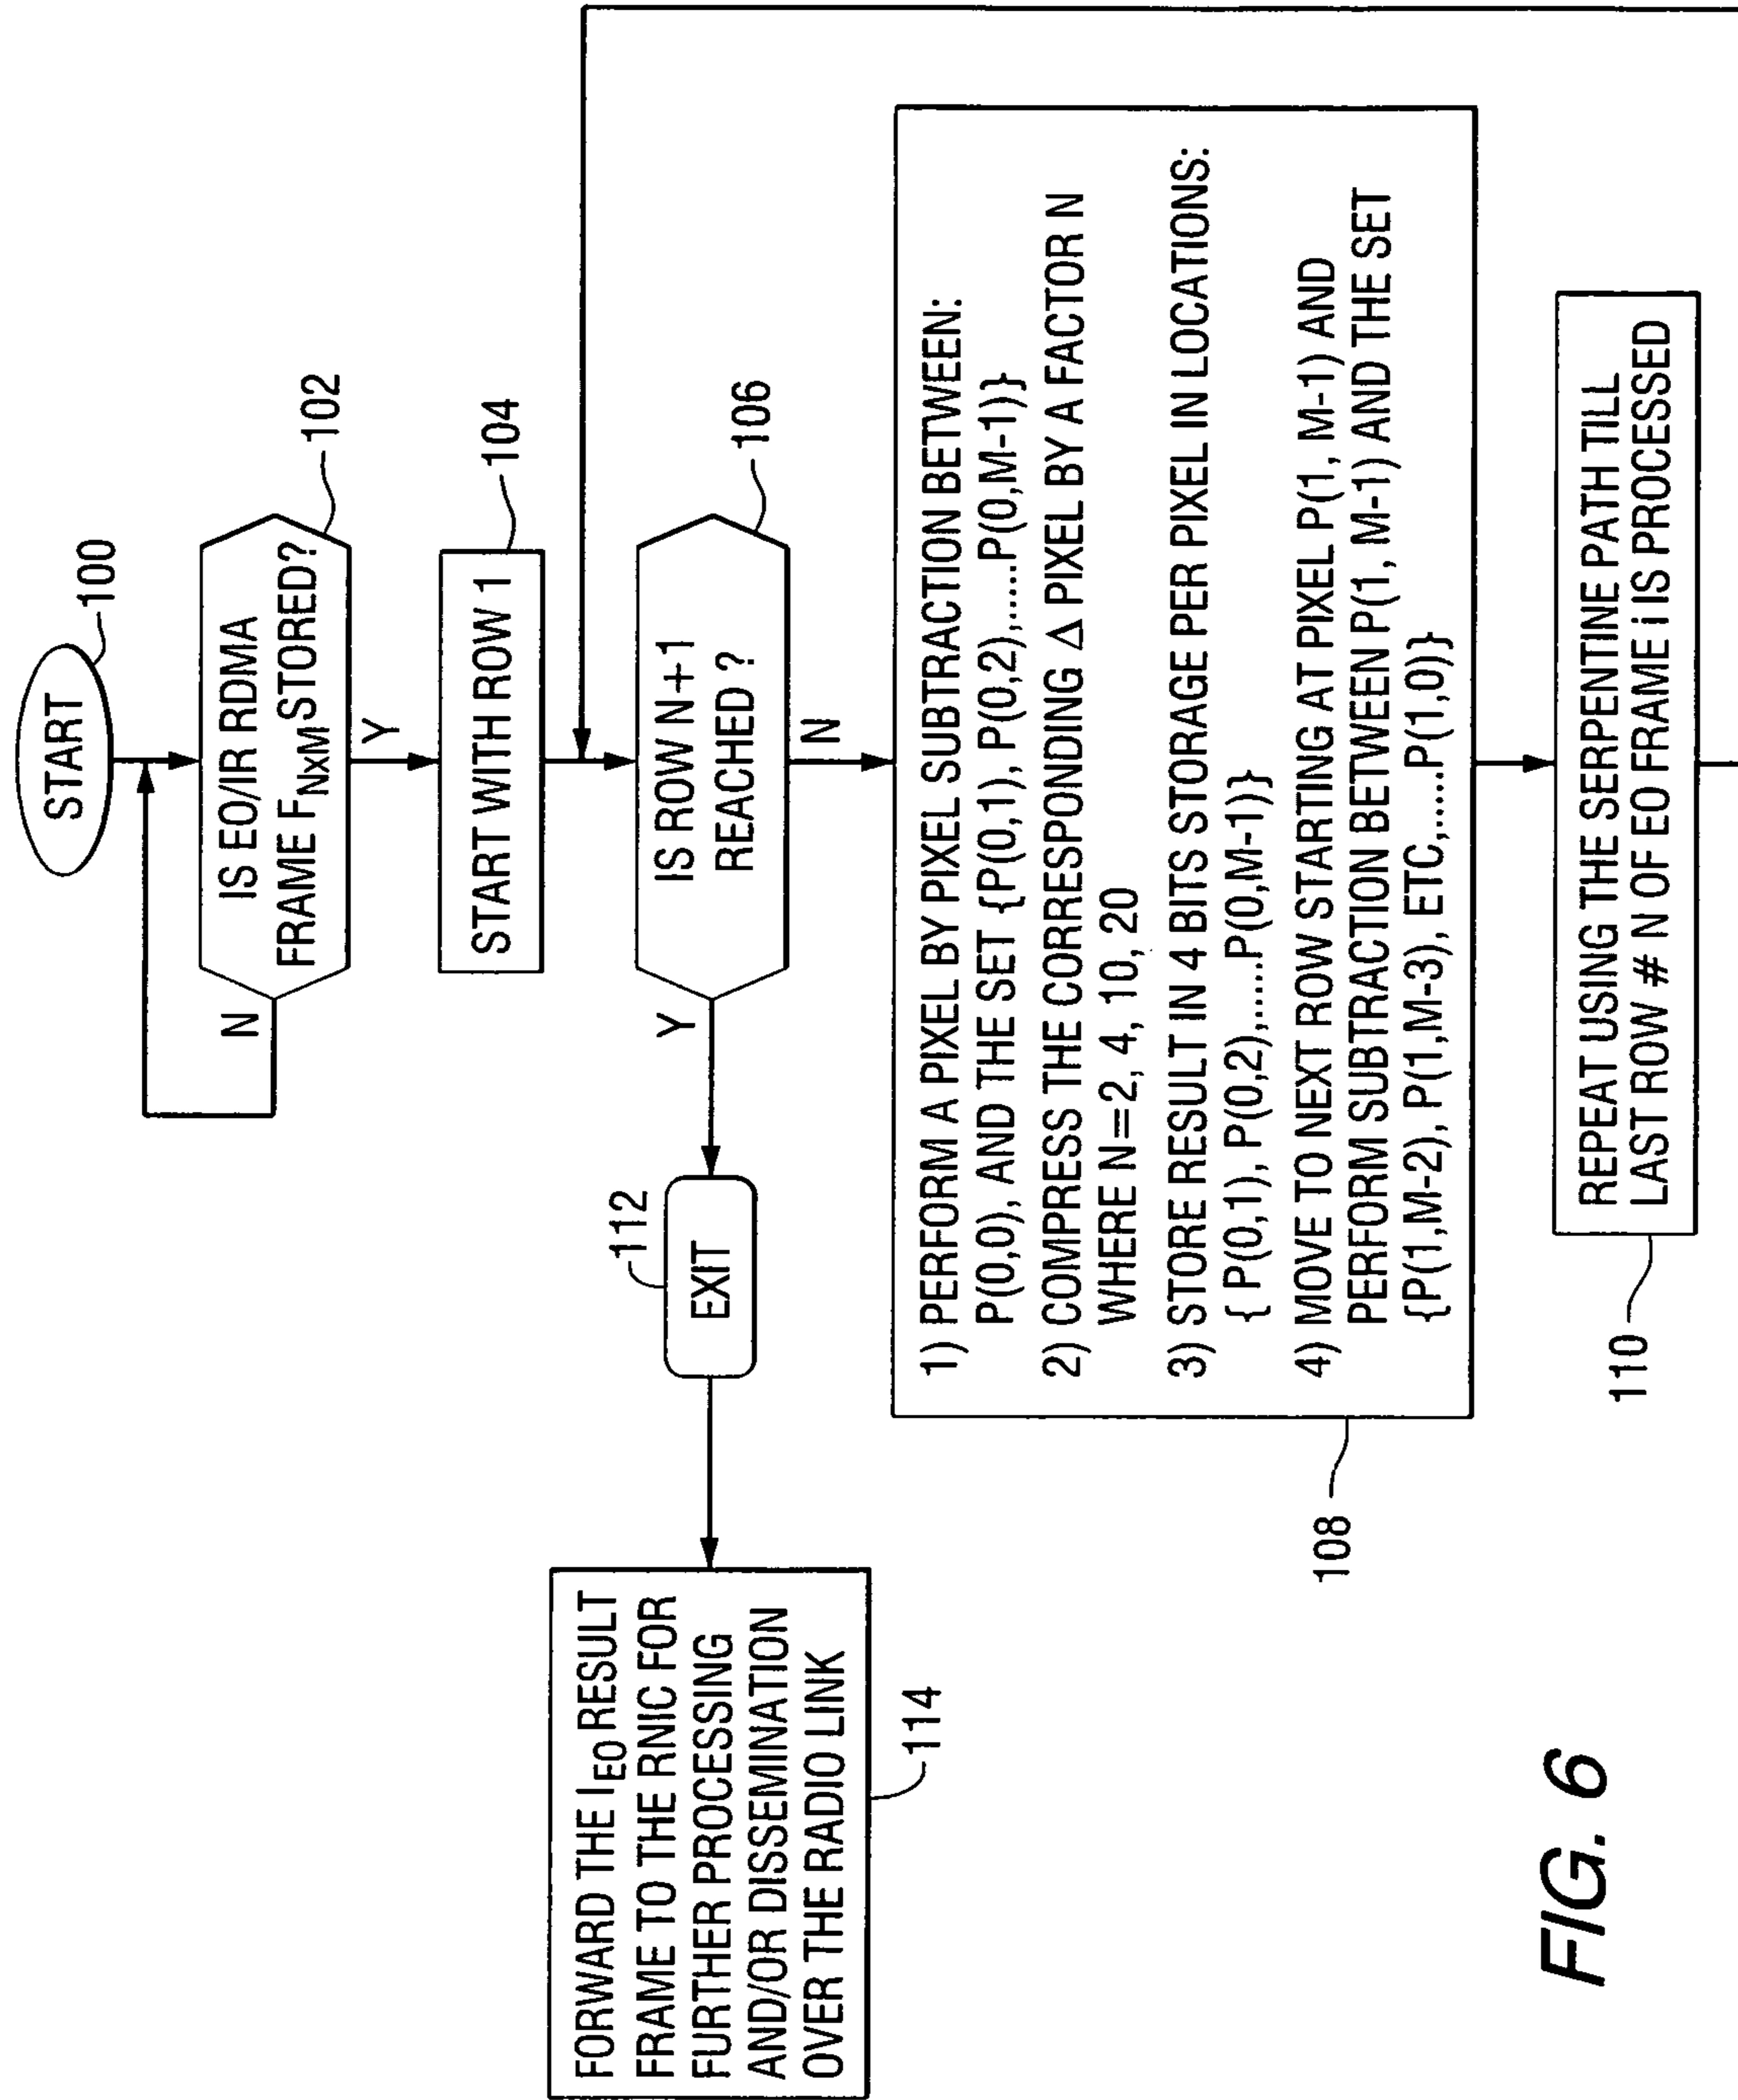 START
100
IS EO/IR RDMA
FRAME F_NxM STORED?
102
N
Y
START WITH ROW 1
104
IS ROW N+1
REACHED ?
106
Y
N
EXIT
112
FORWARD THE I_EO RESULT
FRAME TO THE RNIC FOR
FURTHER PROCESSING
AND/OR DISSEMINATION
OVER THE RADIO LINK
114
1) PERFORM A PIXEL BY PIXEL SUBTRACTION BETWEEN:
P(0,0), AND THE SET {P(0,1), P(0,2),.....P(0,M-1)}
2) COMPRESS THE CORRESPONDING Δ PIXEL BY A FACTOR N
WHERE N=2, 4, 10, 20
3) STORE RESULT IN 4 BITS STORAGE PER PIXEL IN LOCATIONS:
{ P(0,1), P(0,2),.....P(0,M-1)}
4) MOVE TO NEXT ROW STARTING AT PIXEL P(1, M-1) AND
PERFORM SUBTRACTION BETWEEN P(1, M-1) AND THE SET
{P(1,M-2), P(1,M-3), ETC,.....P(1,0)}
108
REPEAT USING THE SERPENTINE PATH TILL
LAST ROW # N OF EO FRAME i IS PROCESSED
110
FIG. 6